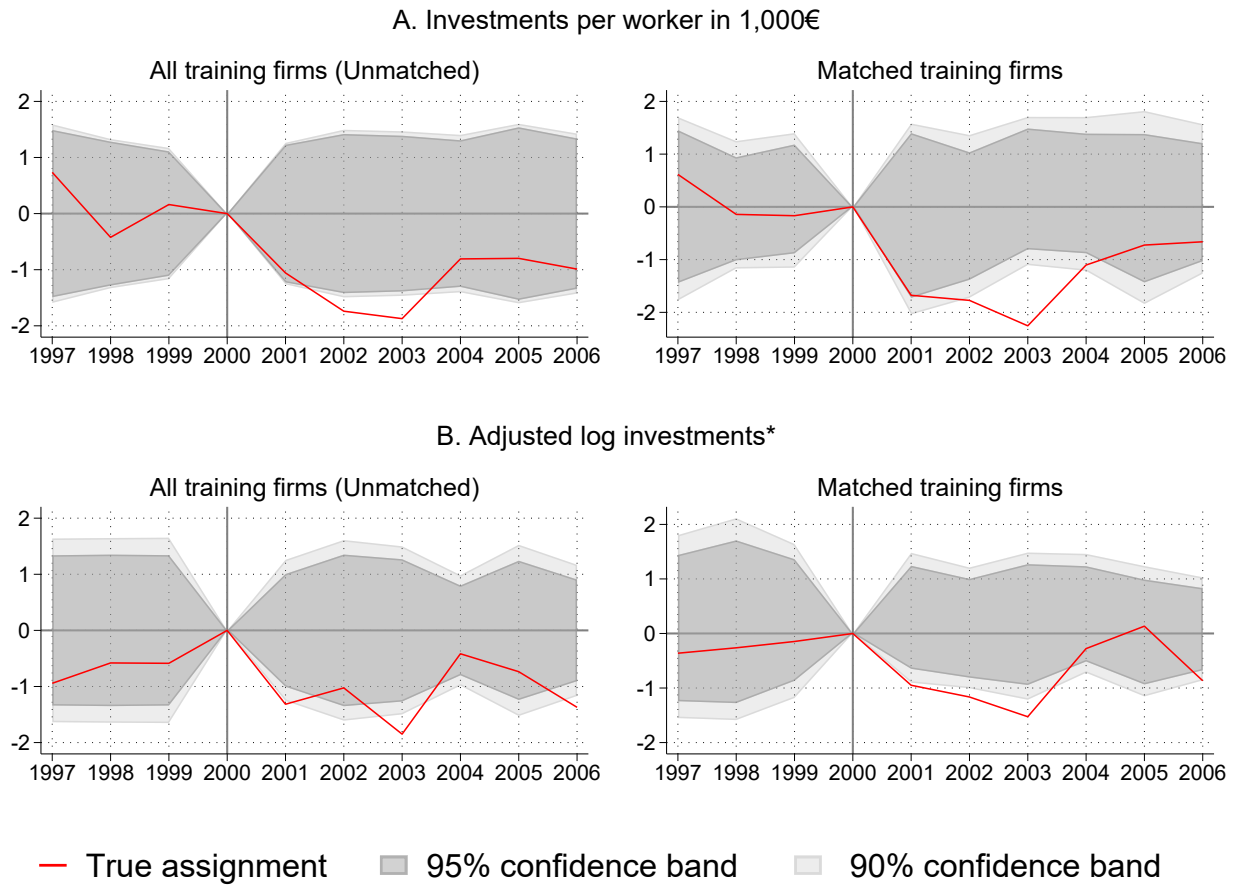 A. Investments per worker in 1,000€
All training firms (Unmatched)
2
1
0
-1
-2
1997 1998 1999 2000 2001 2002 2003 2004 2005 2006
Matched training firms
2
1
0
-1
-2
1997 1998 1999 2000 2001 2002 2003 2004 2005 2006
B. Adjusted log investments*
All training firms (Unmatched)
2
1
0
-1
-2
1997 1998 1999 2000 2001 2002 2003 2004 2005 2006
Matched training firms
2
1
0
-1
-2
1997 1998 1999 2000 2001 2002 2003 2004 2005 2006
True assignment 95% confidence band 90% confidence band